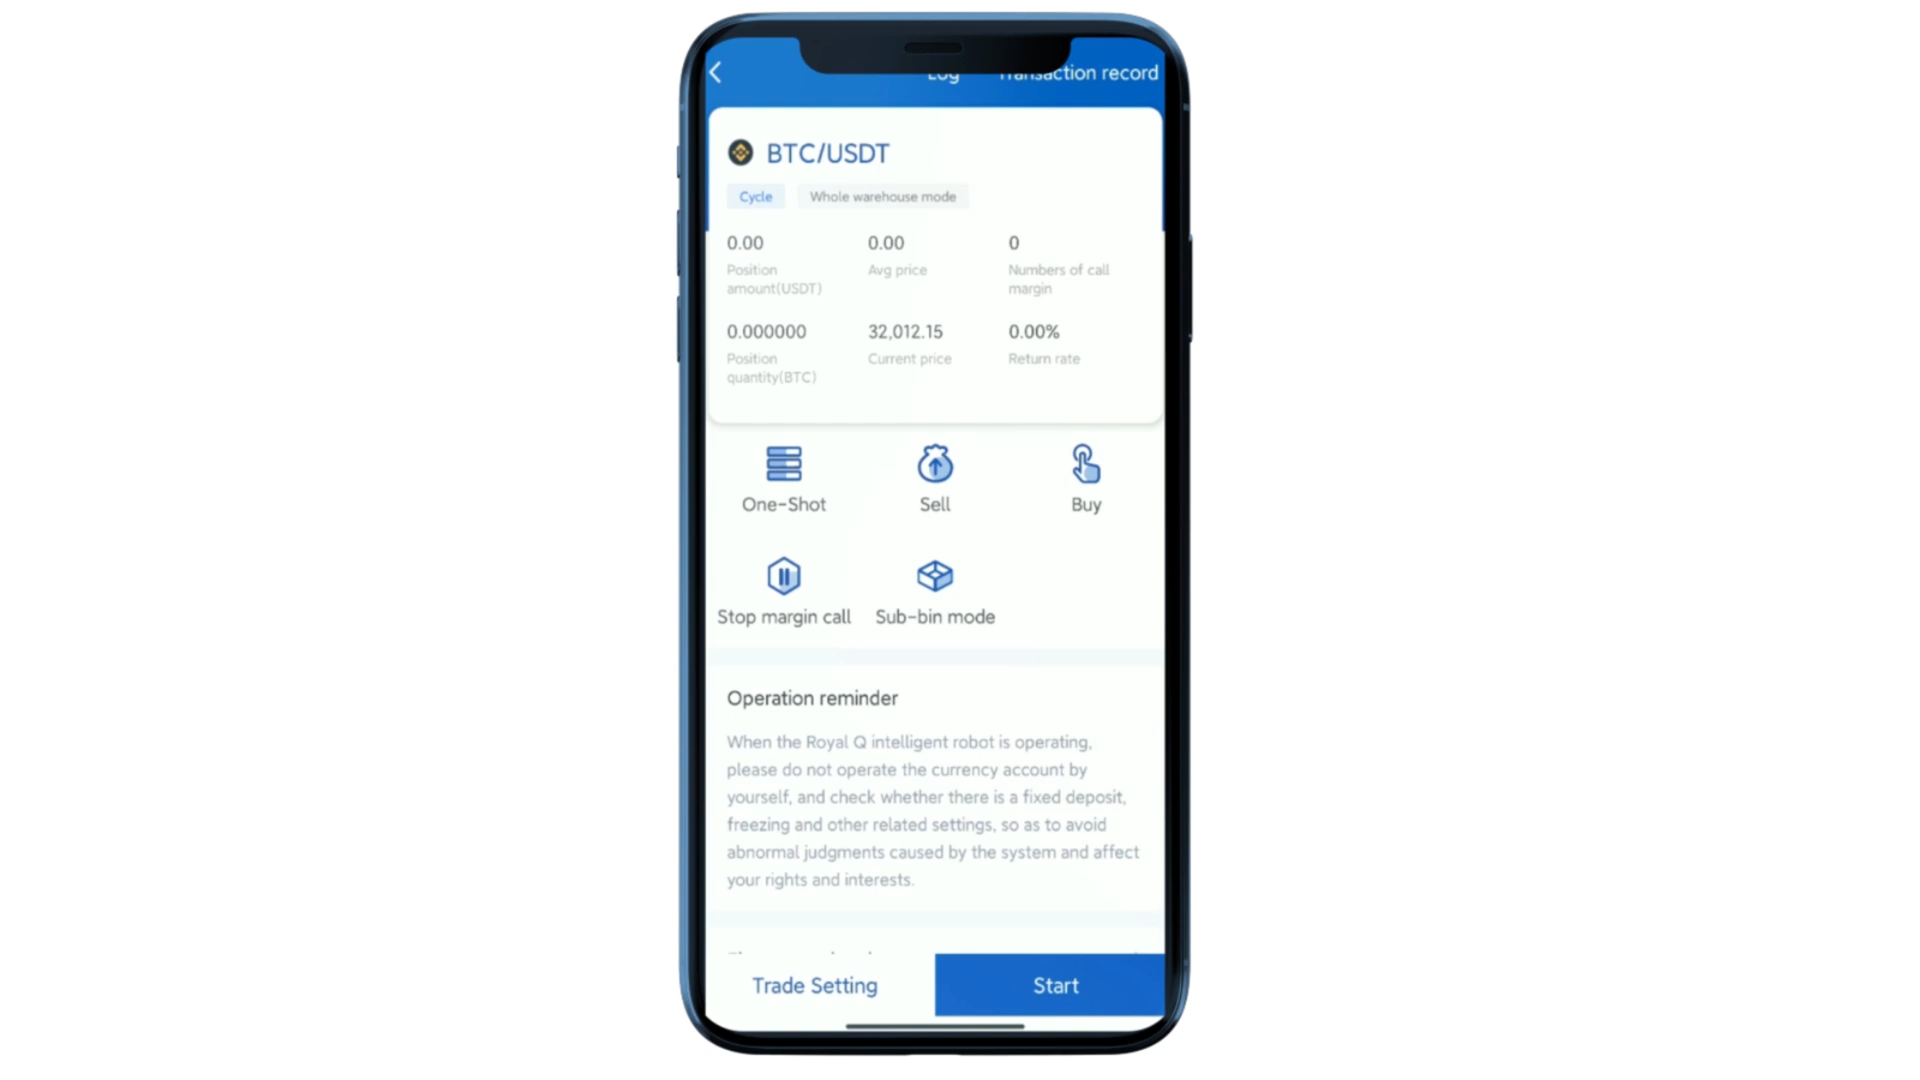 Log Transaction record
BTC/USDT
Cycle Whole warehouse mode
0.00 0.00 0
Position amount(USDT) Avg price Numbers of call margin
0.000000 32,012.15 0.00%
Position quantity(BTC) Current price Return rate
One-Shot Sell Buy
Stop margin call Sub-bin mode
Operation reminder
When the Royal Q intelligent robot is operating,
please do not operate the currency account by
yourself, and check whether there is a fixed deposit,
freezing and other related settings, so as to avoid
abnormal judgments caused by the system and affect
your rights and interests.
Trade Setting Start